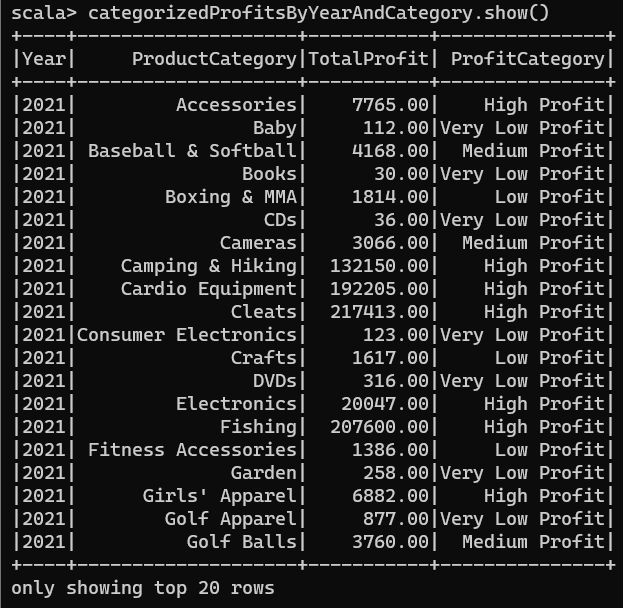 scala> categorizedProfitsByYearAndCategory.show()
+----+--------------------+-----------+---------------+
|Year|     ProductCategory|TotalProfit| ProfitCategory|
+----+--------------------+-----------+---------------+
|2021|         Accessories|    7765.00|    High Profit|
|2021|                Baby|     112.00|Very Low Profit|
|2021| Baseball & Softball|    4168.00|  Medium Profit|
|2021|               Books|      30.00|Very Low Profit|
|2021|        Boxing & MMA|    1814.00|     Low Profit|
|2021|                 CDs|      36.00|Very Low Profit|
|2021|             Cameras|    3066.00|  Medium Profit|
|2021|    Camping & Hiking|  132150.00|    High Profit|
|2021|    Cardio Equipment|  192205.00|    High Profit|
|2021|              Cleats|  217413.00|    High Profit|
|2021|Consumer Electronics|     123.00|Very Low Profit|
|2021|              Crafts|    1617.00|     Low Profit|
|2021|                DVDs|     316.00|Very Low Profit|
|2021|         Electronics|   20047.00|    High Profit|
|2021|             Fishing|  207600.00|    High Profit|
|2021| Fitness Accessories|    1386.00|     Low Profit|
|2021|              Garden|     258.00|Very Low Profit|
|2021|      Girls' Apparel|    6882.00|    High Profit|
|2021|        Golf Apparel|     877.00|Very Low Profit|
|2021|          Golf Balls|    3760.00|  Medium Profit|
+----+--------------------+-----------+---------------+
only showing top 20 rows